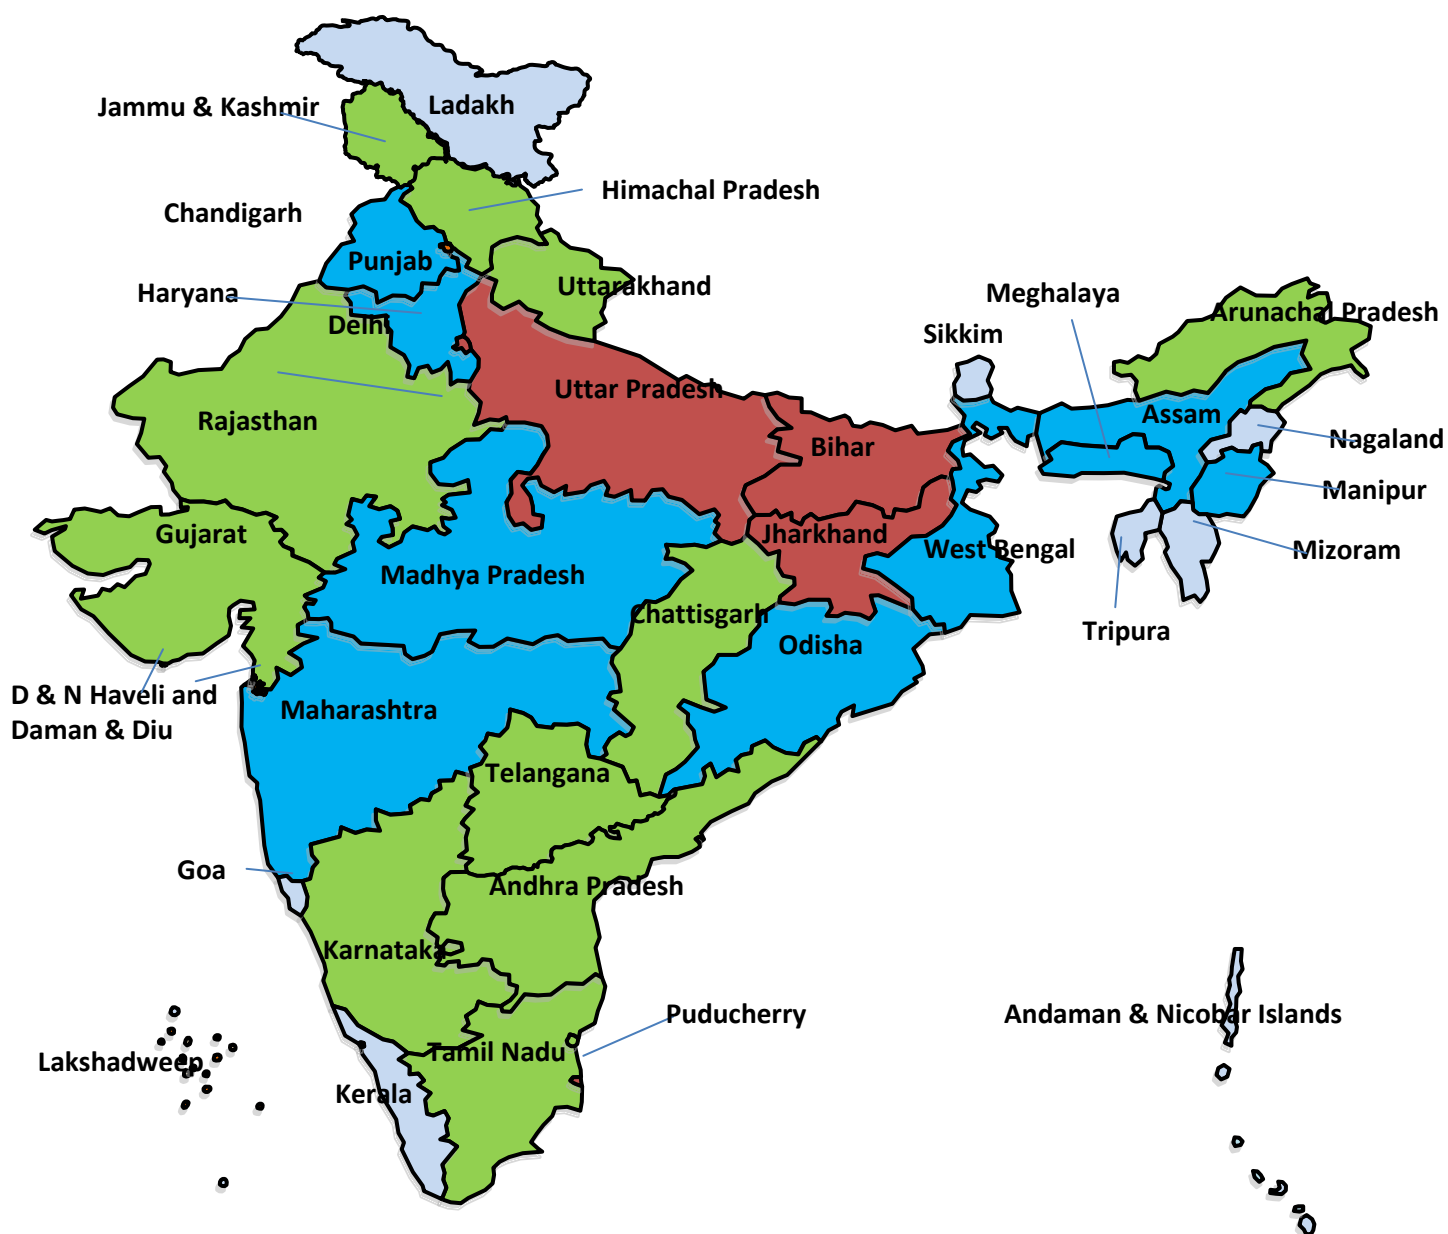 Ladakh
Jammu & Kashmir
Himachal Pradesh
Chandigarh
Punjab
Uttarakhand
Haryana
Meghalaya
Arunachal Pradesh
Delhi
Sikkim
Uttar Pradesh
Rajasthan
Assam
Bihar
Nagaland
Manipur
Gujarat
Jharkhand
West Bengal
Mizoram
Madhya Pradesh
Chattisgarh
Tripura
Odisha
D & N Haveli and
Daman & Diu
Maharashtra
Telangana
Goa
Andhra Pradesh
Karnataka
Puducherry
Andaman & Nicobar Islands
Lakshadweep
Tamil Nadu
Kerala